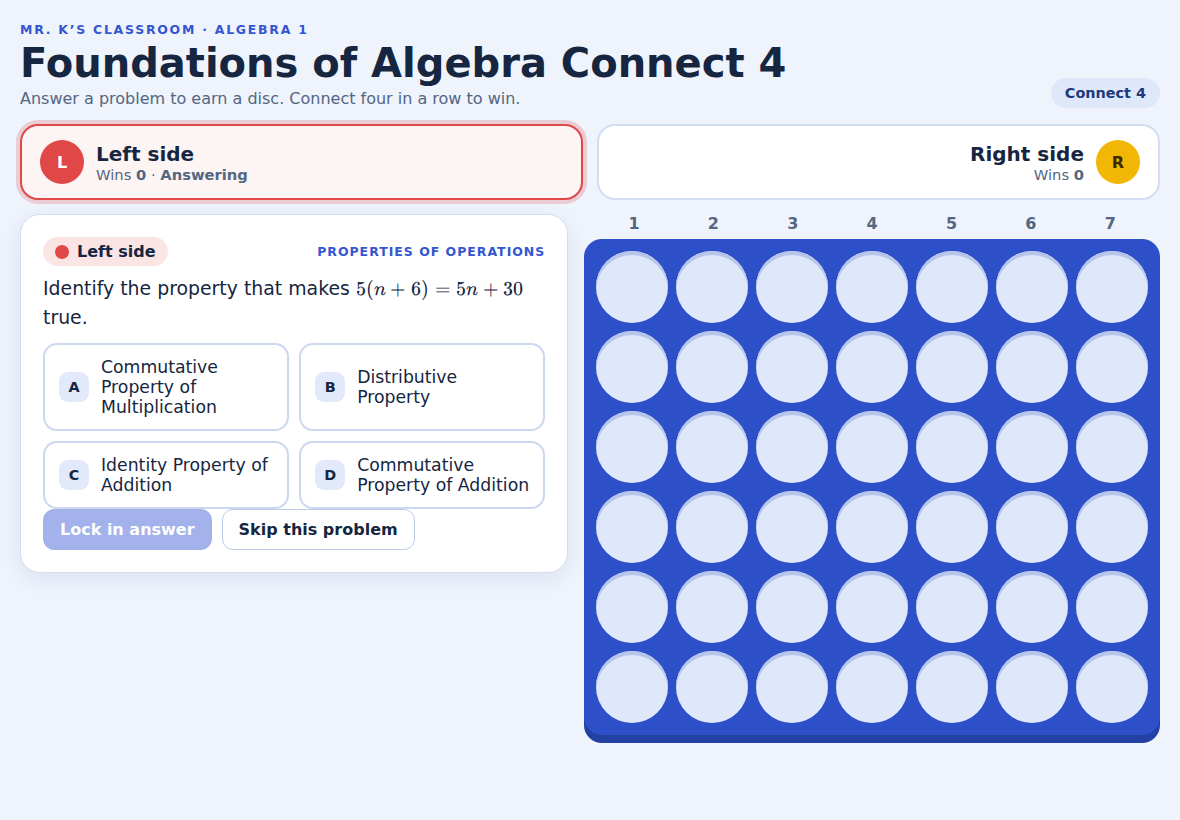 MR. K'S CLASSROOM · ALGEBRA 1
Foundations of Algebra Connect 4
Answer a problem to earn a disc. Connect four in a row to win.
Connect 4
L
Left side
Wins 0 · Answering
Right side
Wins 0
R
Left side
PROPERTIES OF OPERATIONS
Identify the property that makes 5(n + 6) = 5n + 30
true.
A
Commutative
Property of
Multiplication
B
Distributive
Property
C
Identity Property of
Addition
D
Commutative
Property of Addition
Lock in answer
Skip this problem
1 2 3 4 5 6 7